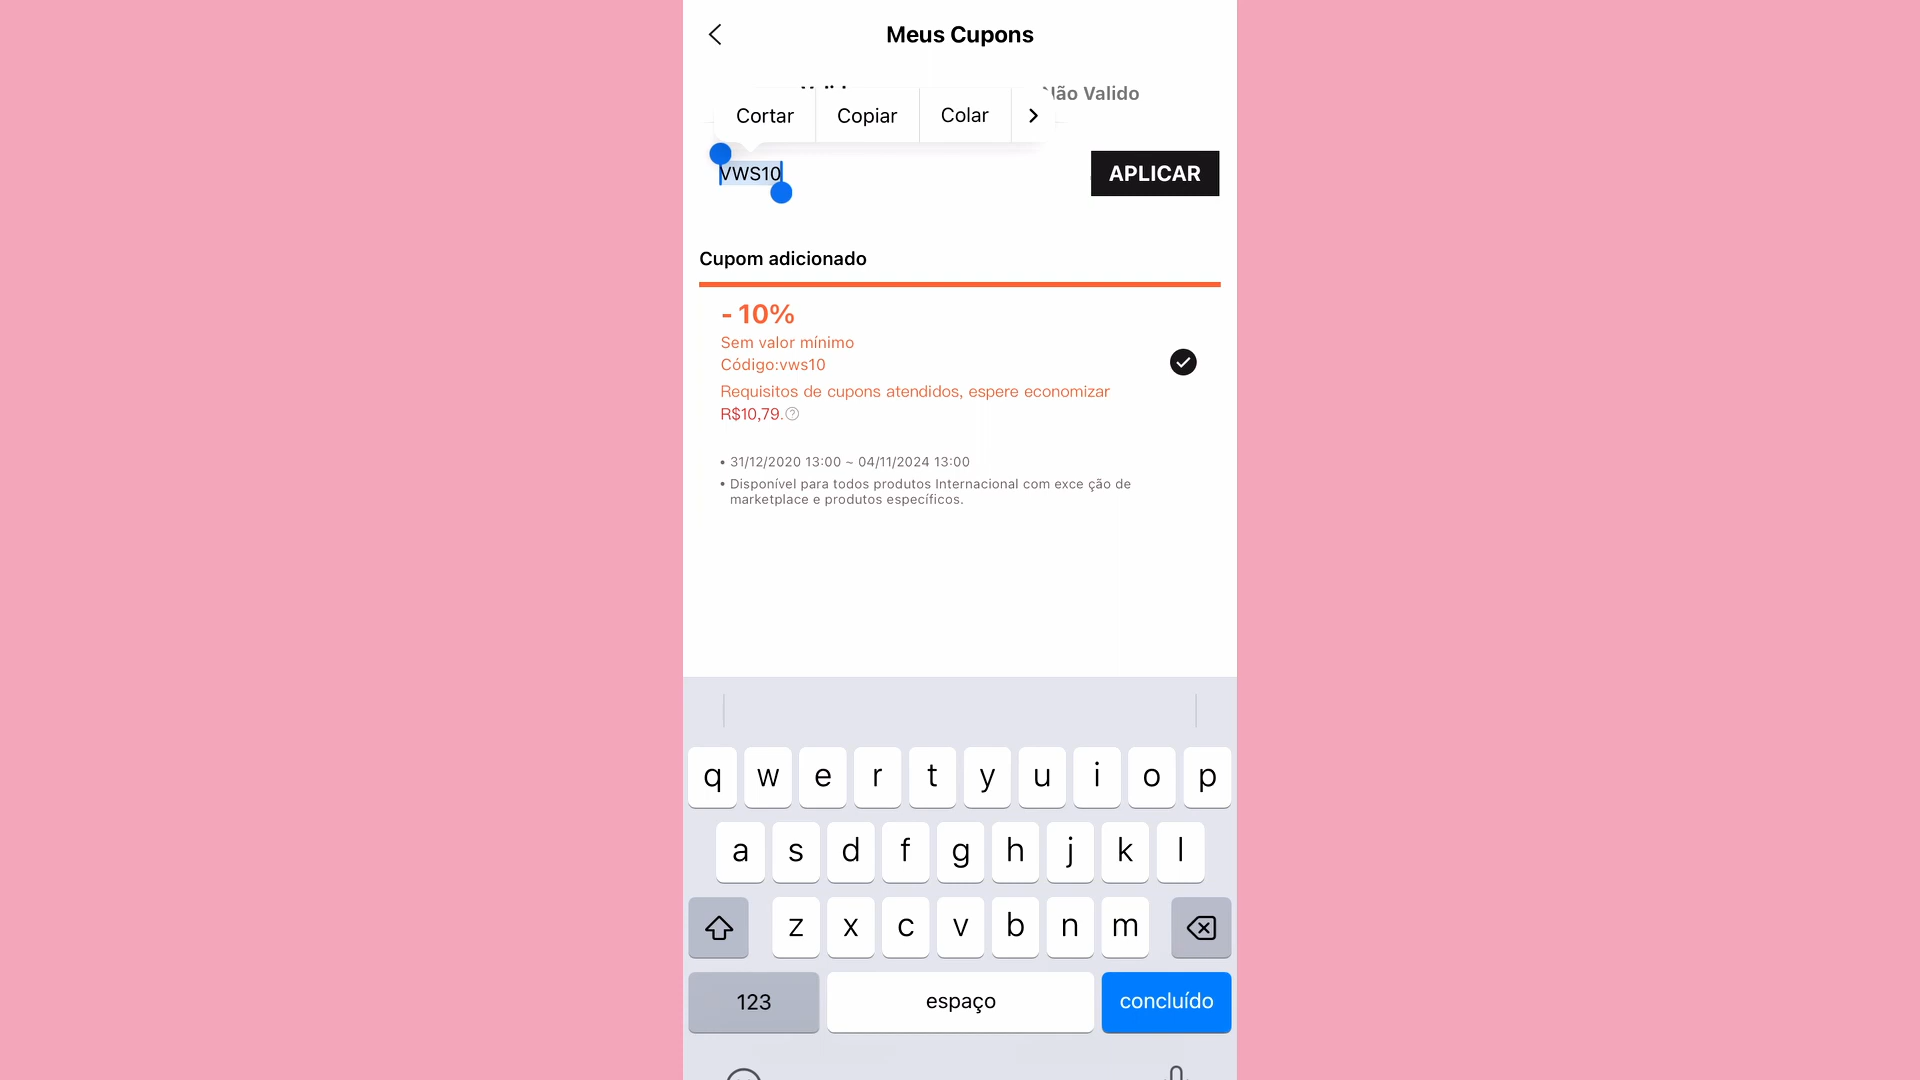 Meus Cupons
Não Valido
Cortar Copiar Colar
VWS10
APLICAR
Cupom adicionado
- 10%
Sem valor mínimo
Código:vws10
Requisitos de cupons atendidos, espere economizar
R$10,79.
• 31/12/2020 13:00 ~ 04/11/2024 13:00
• Disponível para todos produtos Internacional com exce ção de
marketplace e produtos específicos.
q w e r t y u i o p
a s d f g h j k l
z x c v b n m
123 espaço concluído